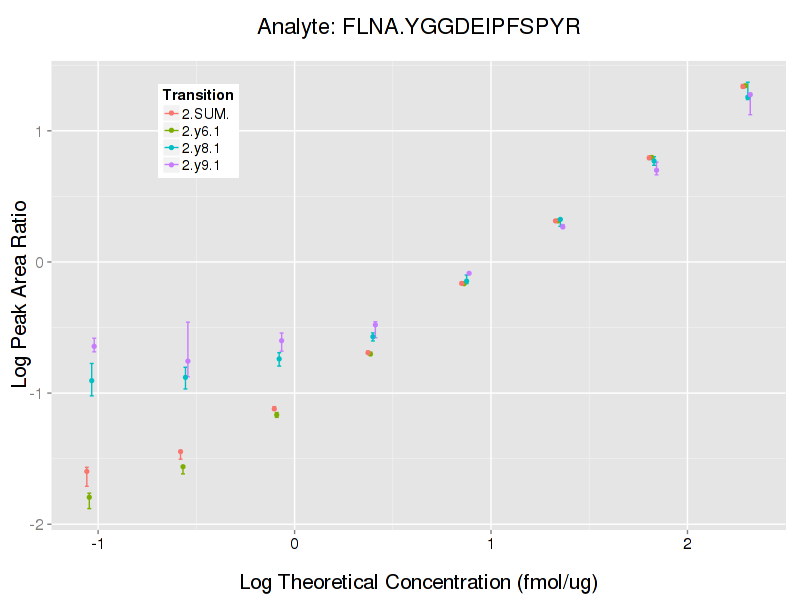 Analyte: FLNA.YGGDEIPFSPYR
Transition
2.SUM.
2.y6.1
2.y8.1
2.y9.1
Log Peak Area Ratio
1
0
-1
-2
-1
0
1
2
Log Theoretical Concentration (fmol/ug)